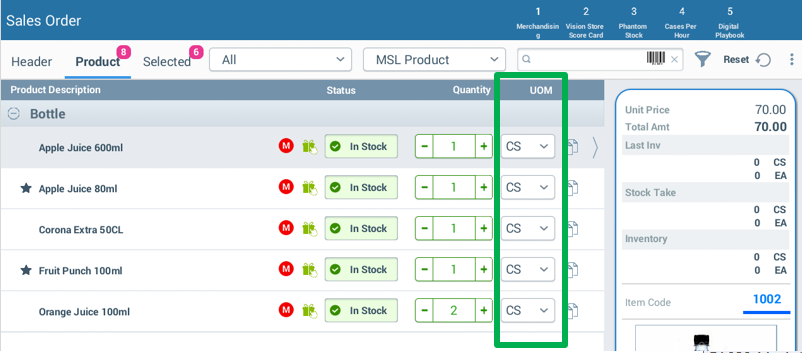 Sales Order
1 Merchandisin
g
2 Vision Store
Score Card
3 Phantom
Stock
4 Cases Per
Hour
5 Digital
Playbook
Header
Product 8
Selected 6
All
MSL Product
Reset
Product Description Status Quantity UOM
Bottle
Apple Juice 600ml M In Stock - 1 + CS
Apple Juice 80ml M In Stock - 1 + CS
Corona Extra 50CL M In Stock - 1 + CS
Fruit Punch 100ml M In Stock - 1 + CS
Orange Juice 100ml M In Stock - 2 + CS
Unit Price 70.00
Total Amt 70.00
Last Inv
0 CS
0 EA
Stock Take
0 CS
0 EA
Inventory
0 CS
0 EA
Item Code 1002